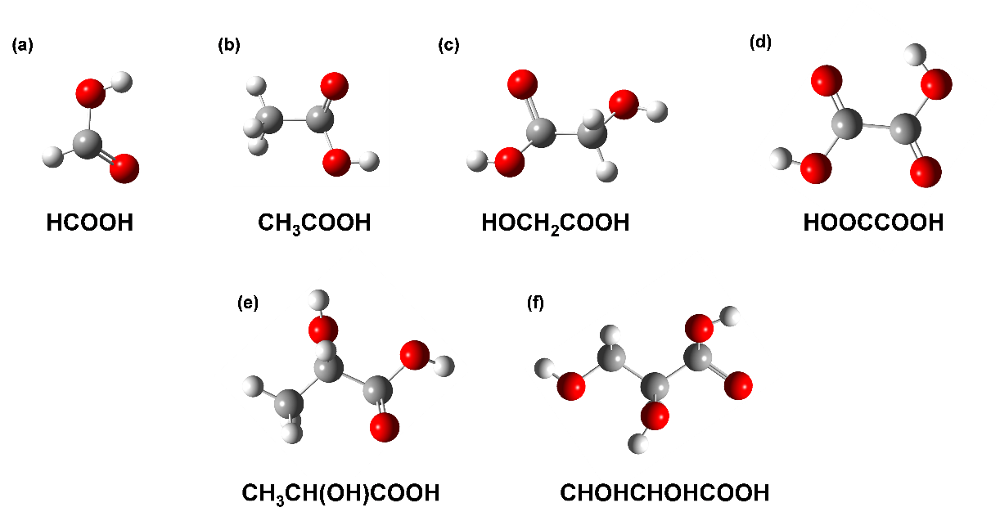 (a) (b) (c) (d)
HCOOH CH₃COOH HOCH₂COOH HOOCCOOH
(e) (f)
CH₃CH(OH)COOH CHOHCHOHCOOH